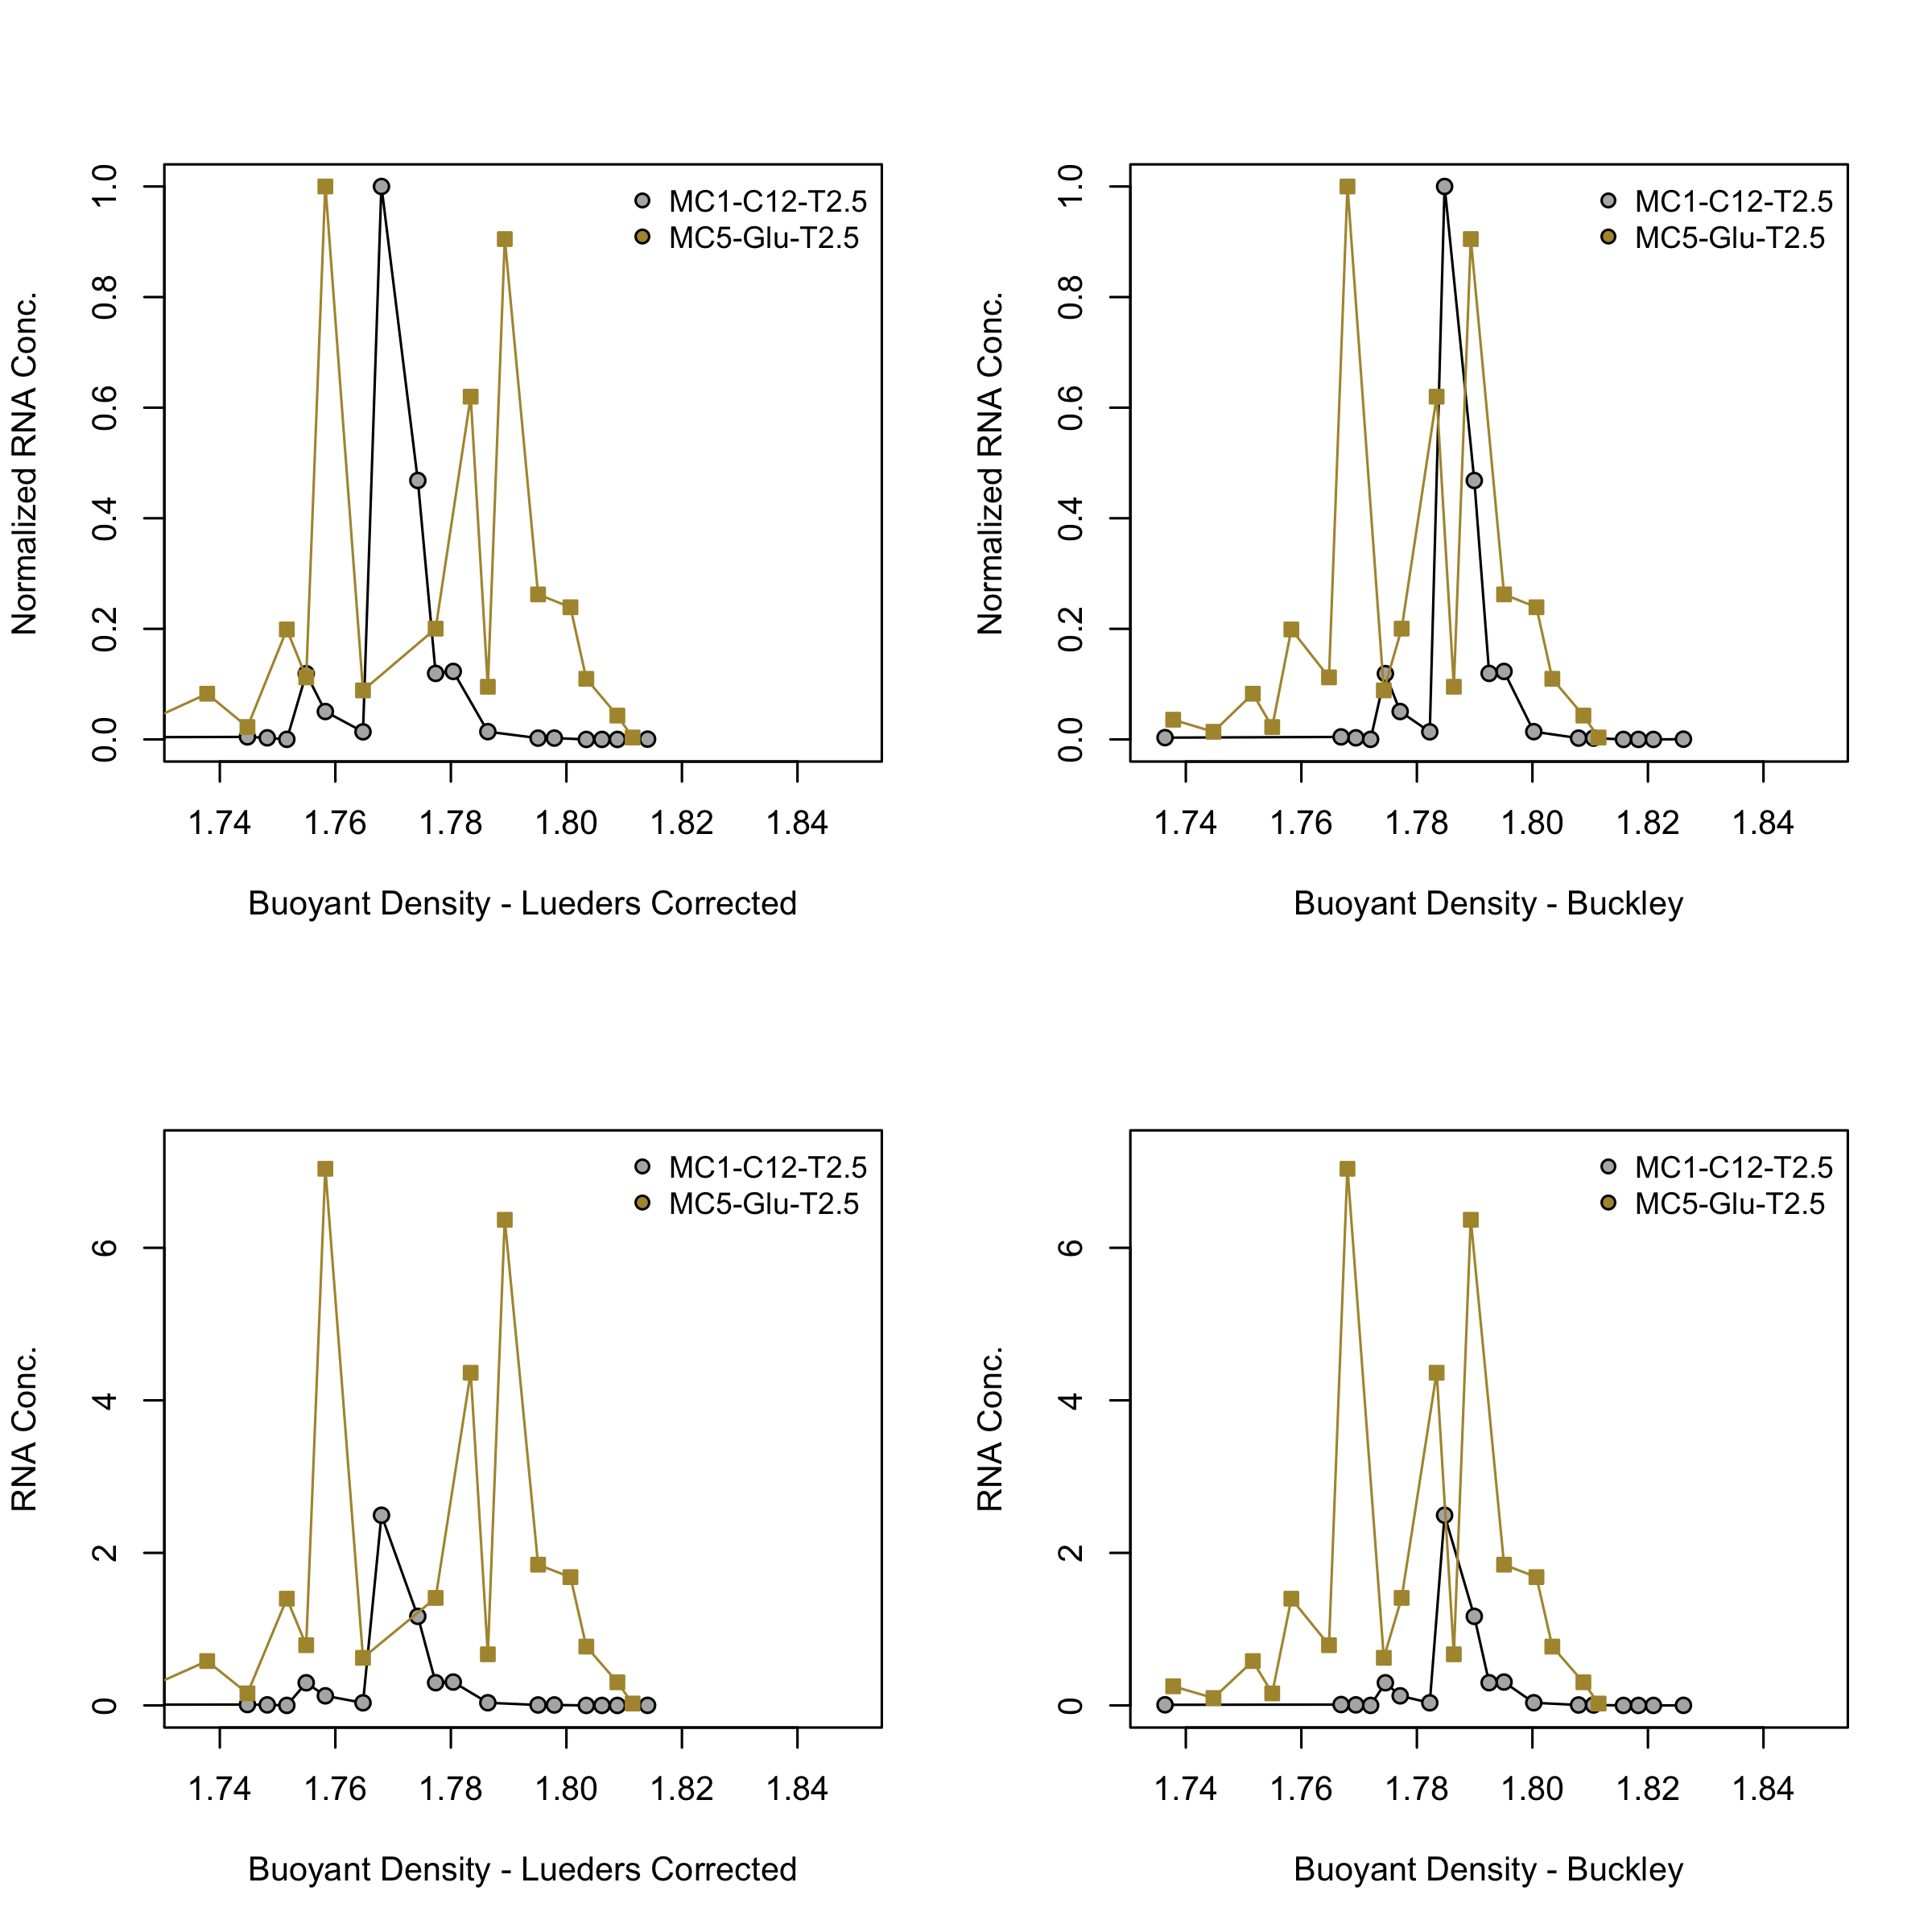 Normalized RNA Conc.
1.0
0.8
0.6
0.4
0.2
0.0
MC1-C12-T2.5
MC5-Glu-T2.5
1.74 1.76 1.78 1.80 1.82 1.84
Buoyant Density - Lueders Corrected
Normalized RNA Conc.
1.0
0.8
0.6
0.4
0.2
0.0
MC1-C12-T2.5
MC5-Glu-T2.5
1.74 1.76 1.78 1.80 1.82 1.84
Buoyant Density - Buckley
RNA Conc.
6
4
2
0
MC1-C12-T2.5
MC5-Glu-T2.5
1.74 1.76 1.78 1.80 1.82 1.84
Buoyant Density - Lueders Corrected
RNA Conc.
6
4
2
0
MC1-C12-T2.5
MC5-Glu-T2.5
1.74 1.76 1.78 1.80 1.82 1.84
Buoyant Density - Buckley